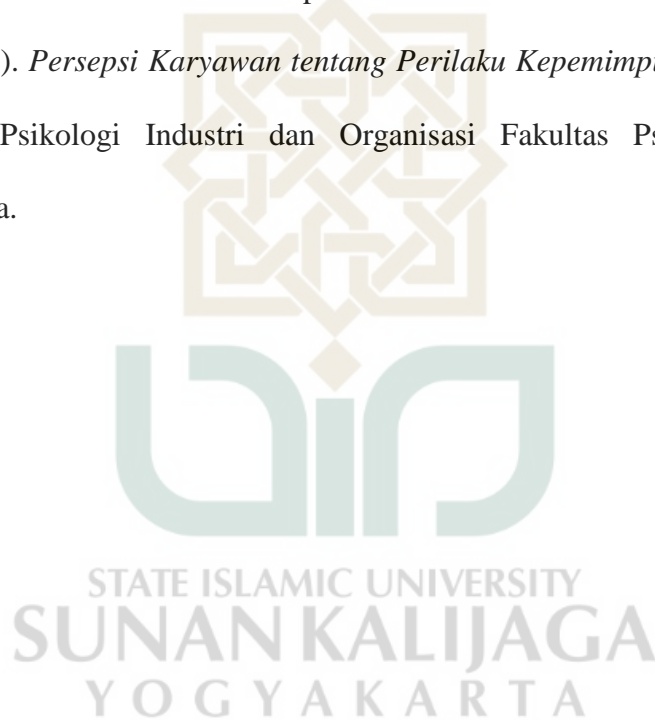 ). Persepsi Karyawan tentang Perilaku Kepemimp
Psikologi Industri dan Organisasi Fakultas Ps
a.
STATE ISLAMIC UNIVERSITY
SUNAN KALIJAGA
YOGYAKARTA